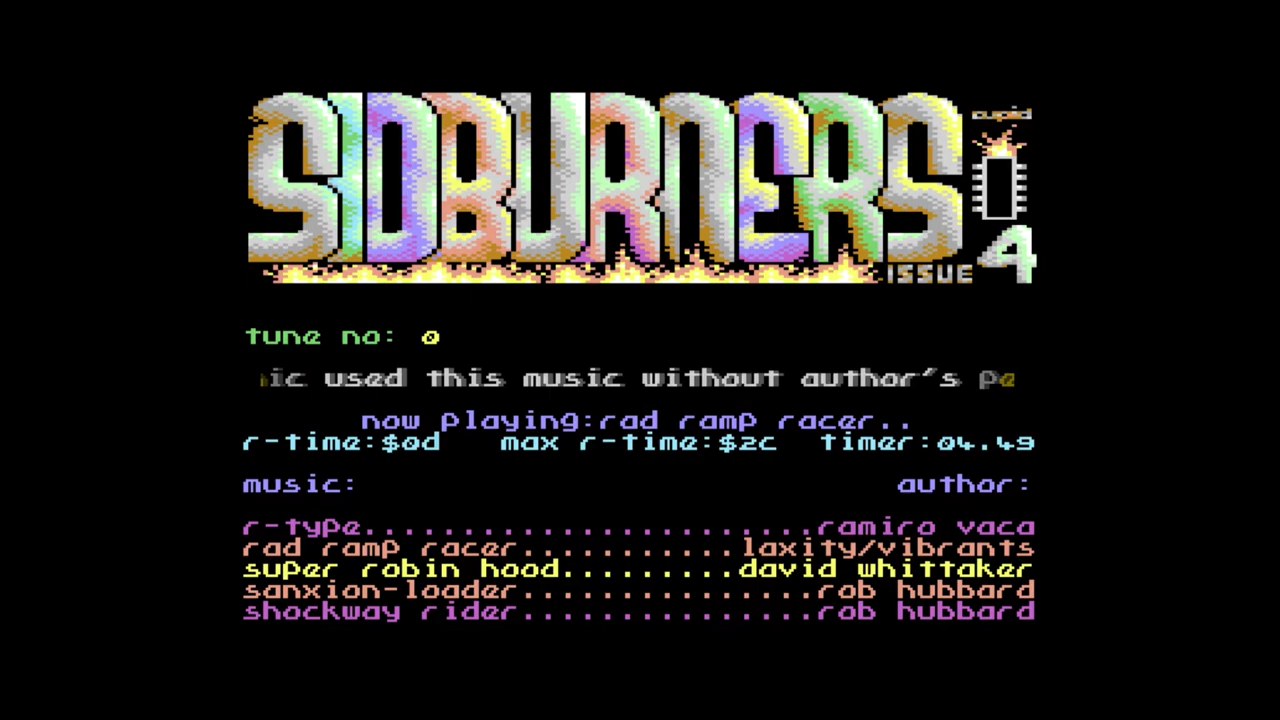 SIDBURNERS
cupid
ISSUE 4
tune no: 0
ic used this music without author's pe
now playing:rad ramp racer..
r-time:$0d max r-time:$2c timer:04.49
music: author:
r-type.......................ramiro vaca
rad ramp racer...........laxity/vibrants
super robin hood.........david whittaker
sanxion-loader...............rob hubbard
shockway rider...............rob hubbard